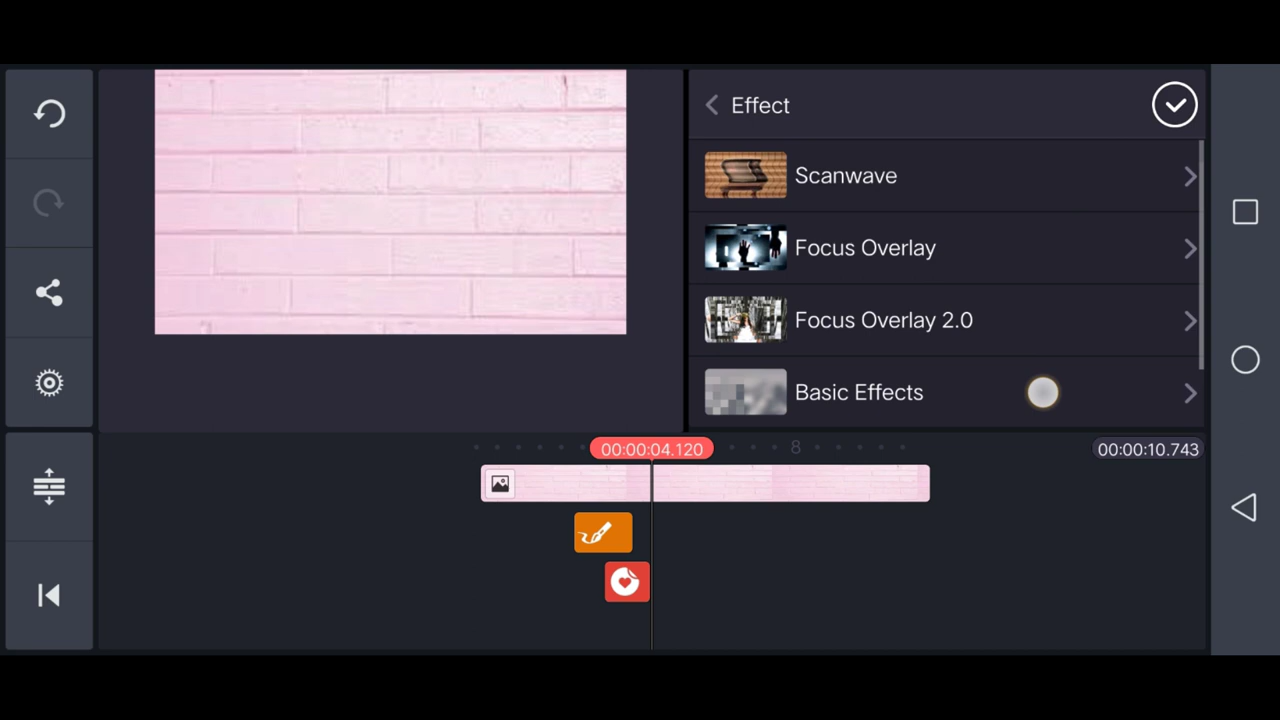 Effect
Scanwave
Focus Overlay
Focus Overlay 2.0
Basic Effects
00:00:04.120
8
00:00:10.743